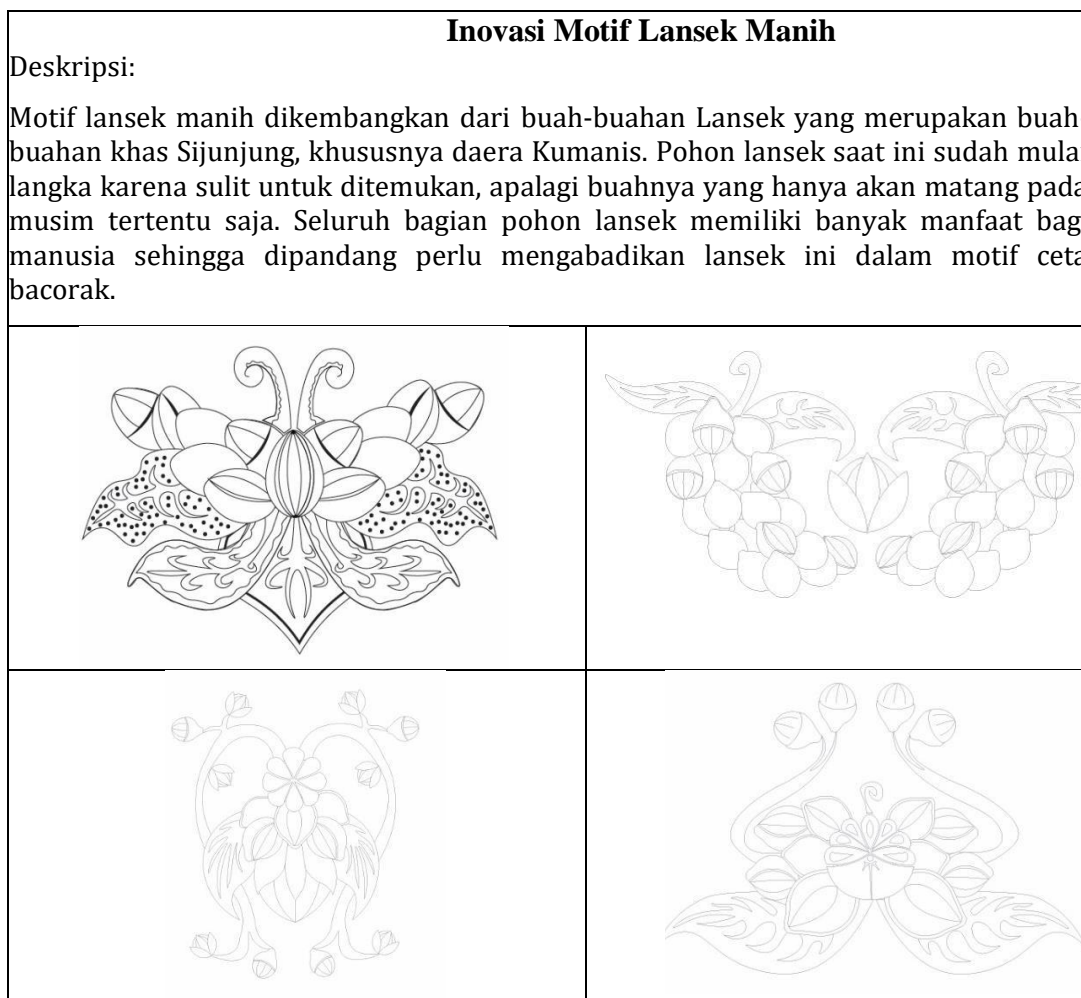 Inovasi Motif Lansek Manih
Deskripsi:
Motif lansek manih dikembangkan dari buah-buahan Lansek yang merupakan buah
buahan khas Sijunjung, khususnya daera Kumanis. Pohon lansek saat ini sudah mula
langka karena sulit untuk ditemukan, apalagi buahnya yang hanya akan matang pada
musim tertentu saja. Seluruh bagian pohon lansek memiliki banyak manfaat bag
manusia sehingga dipandang perlu mengabadikan lansek ini dalam motif ceta
bacorak.